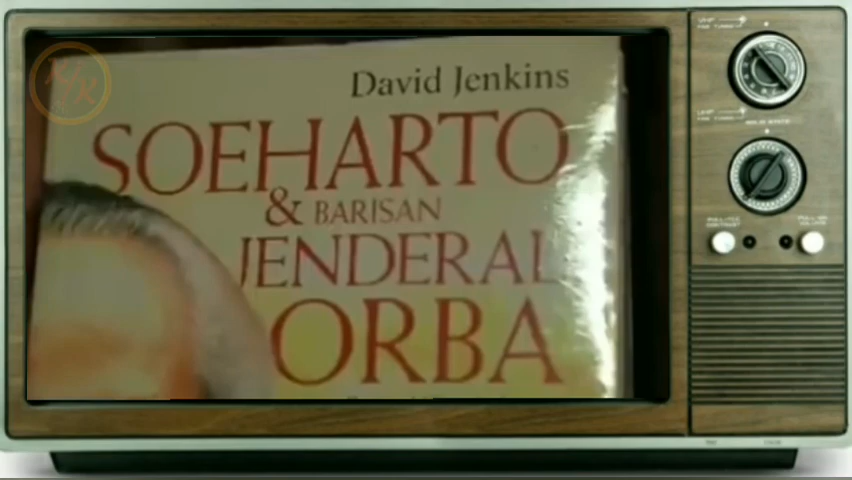 David Jenkins
SOEHARTO
& BARISAN
JENDERAL
ORBA